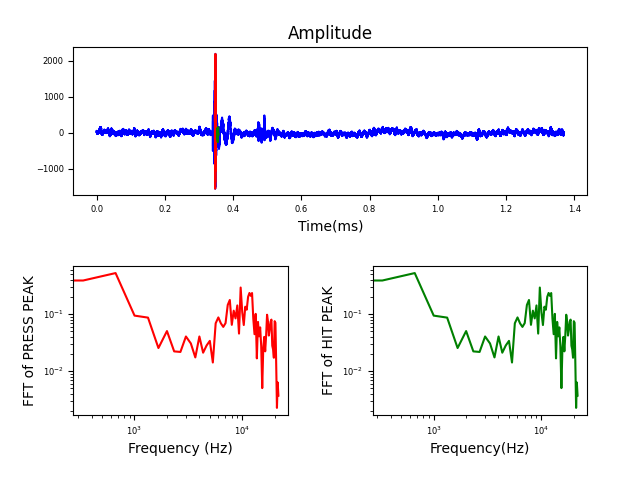 Amplitude
2000
1000
0
−1000
0.0 0.2 0.4 0.6 0.8 1.0 1.2 1.4
Time(ms)
FFT of PRESS PEAK
10⁻¹
10⁻²
10³ 10⁴
Frequency (Hz)
FFT of HIT PEAK
10⁻¹
10⁻²
10³ 10⁴
Frequency(Hz)